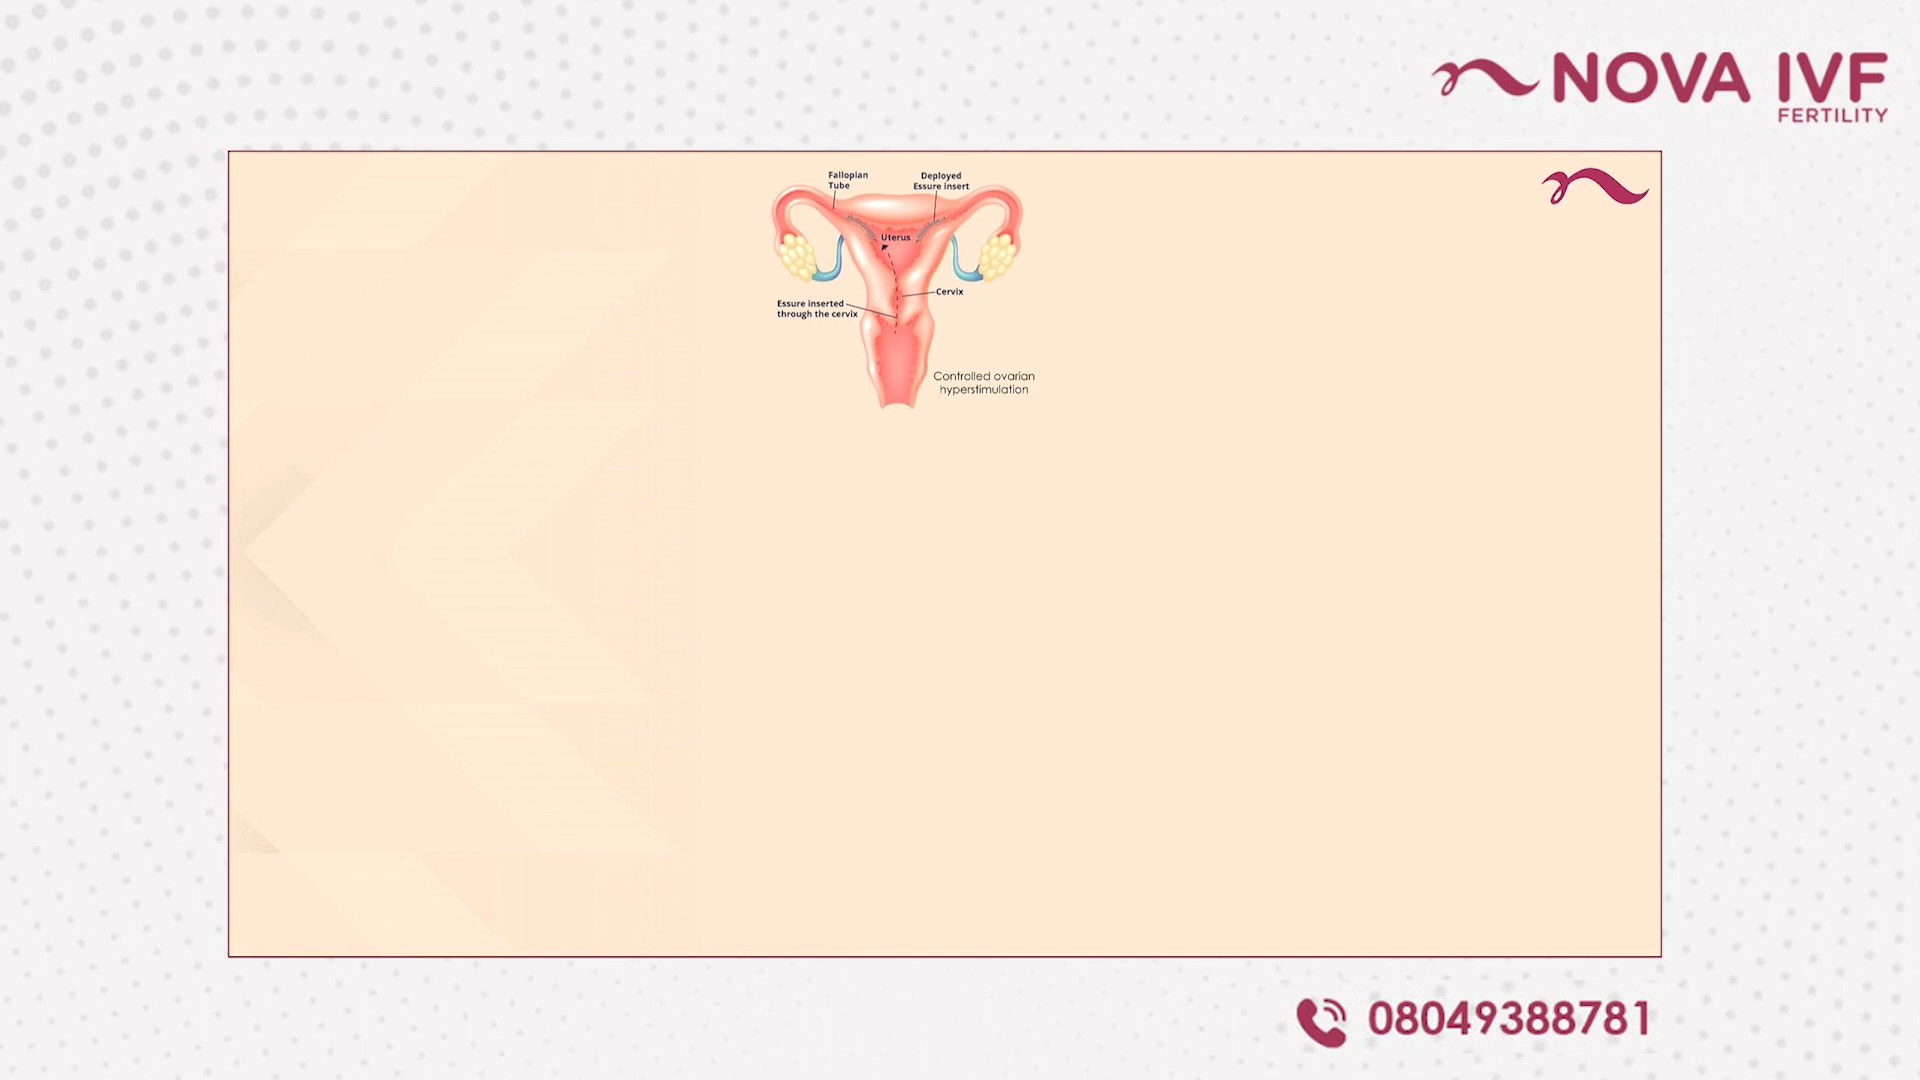 NOVA IVF
FERTILITY
Fallopian
Tube
Deployed
Essure insert
Uterus
Cervix
Essure inserted
through the cervix
Controlled ovarian
hyperstimulation
08049388781